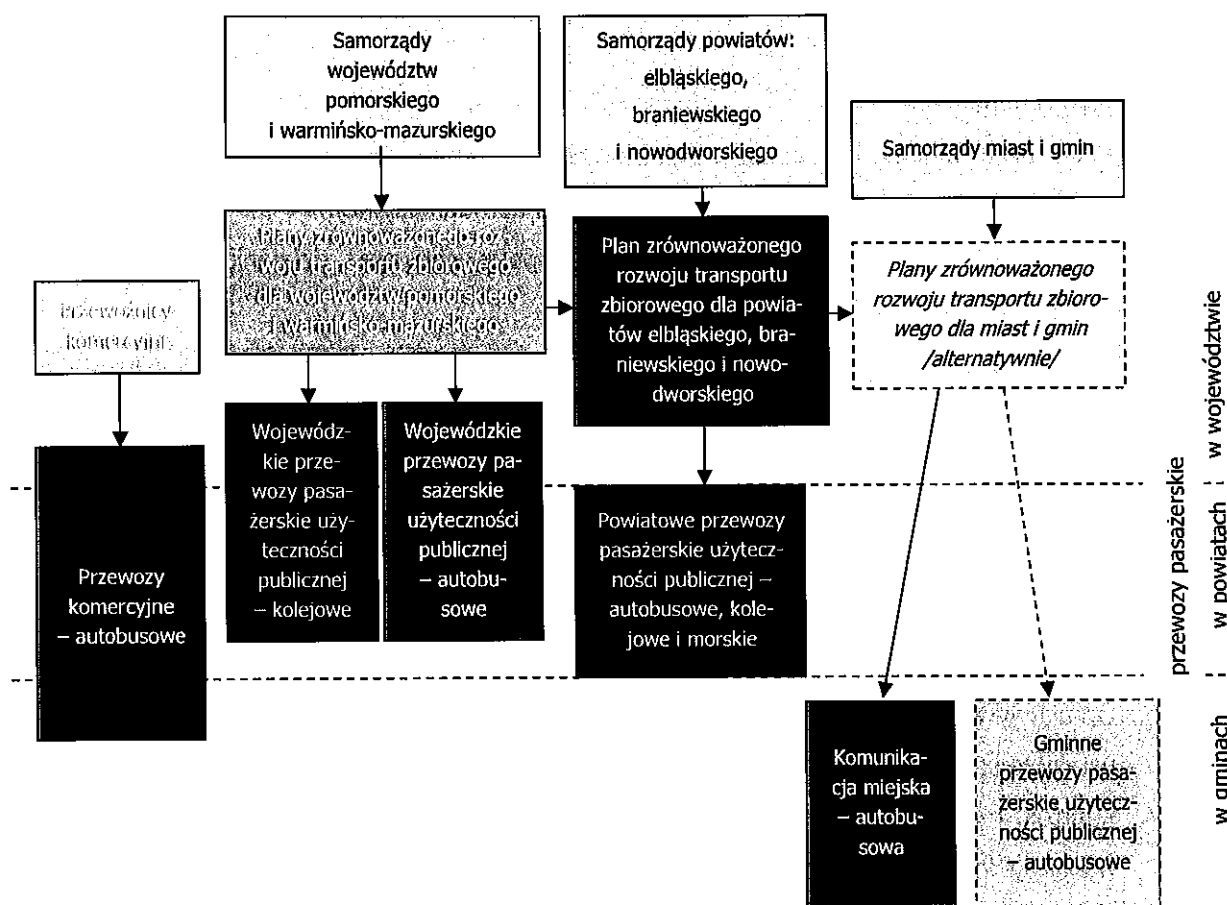 Samorządy
województw
pomorskiego
i warmińsko-mazurskiego
Samorządy powiatów:
elbląskiego,
braniewskiego
i nowodworskiego
Samorządy miast i gmin
Przewoźnicy
komercyjni
Plany zrównoważonego roz-
woju transportu zbiorowego
dla województw pomorskiego
i warmińsko-mazurskiego
Plan zrównoważonego
rozwoju transportu
zbiorowego dla powia-
tów elbląskiego, bra-
niewskiego i nowo-
dworskiego
Plany zrównoważonego
rozwoju transportu zbioro-
wego dla miast i gmin
/alternatywnie/
Przewozy
komercyjne
– autobusowe
Wojewódz-
kie prze-
wozy pasa-
żerskie uży-
teczności
publicznej
– kolejowe
Wojewódzkie
przewozy pa-
sażerskie
użyteczności
publicznej
– autobu-
sowe
Powiatowe przewozy
pasażerskie użytecz-
ności publicznej –
autobusowe, kole-
jowe i morskie
Komunika-
cja miejska
– autobu-
sowa
Gminne
przewozy pasa-
żerskie użytecz-
ności publicznej
– autobusowe
przewozy pasażerskie
w województwie
w powiatach
w gminach